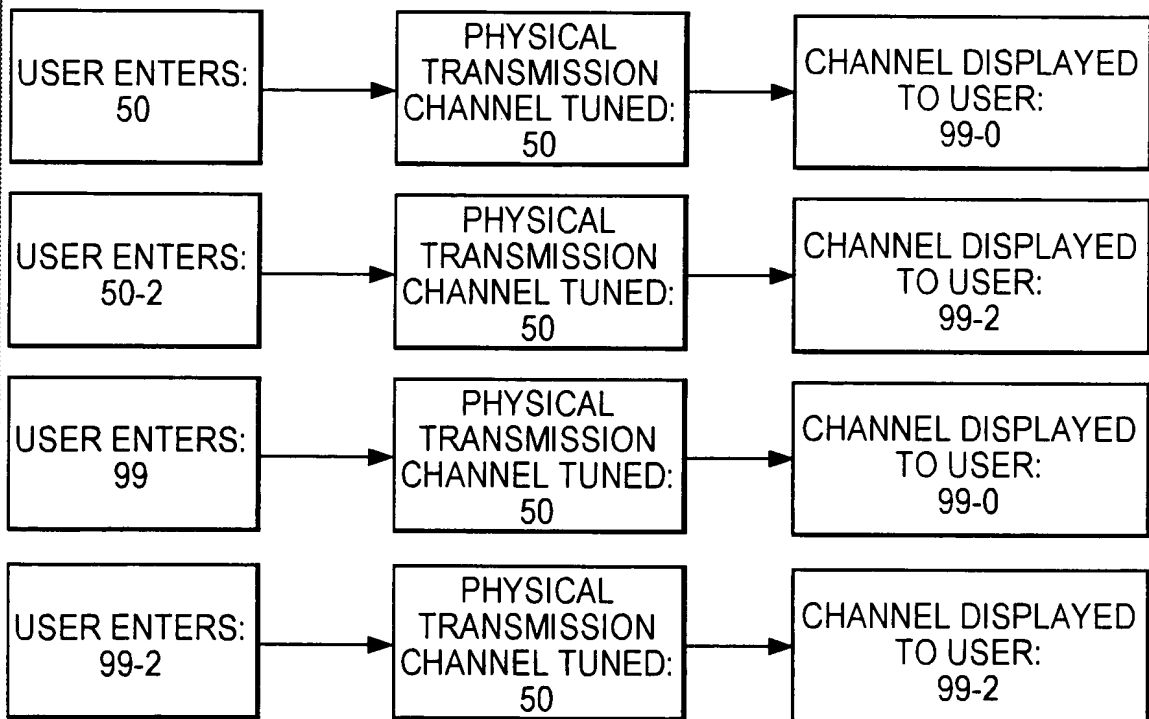 USER ENTERS:
50
PHYSICAL
TRANSMISSION
CHANNEL TUNED:
50
CHANNEL DISPLAYED
TO USER:
99-0
USER ENTERS:
50-2
PHYSICAL
TRANSMISSION
CHANNEL TUNED:
50
CHANNEL DISPLAYED
TO USER:
99-2
USER ENTERS:
99
PHYSICAL
TRANSMISSION
CHANNEL TUNED:
50
CHANNEL DISPLAYED
TO USER:
99-0
USER ENTERS:
99-2
PHYSICAL
TRANSMISSION
CHANNEL TUNED:
50
CHANNEL DISPLAYED
TO USER:
99-2